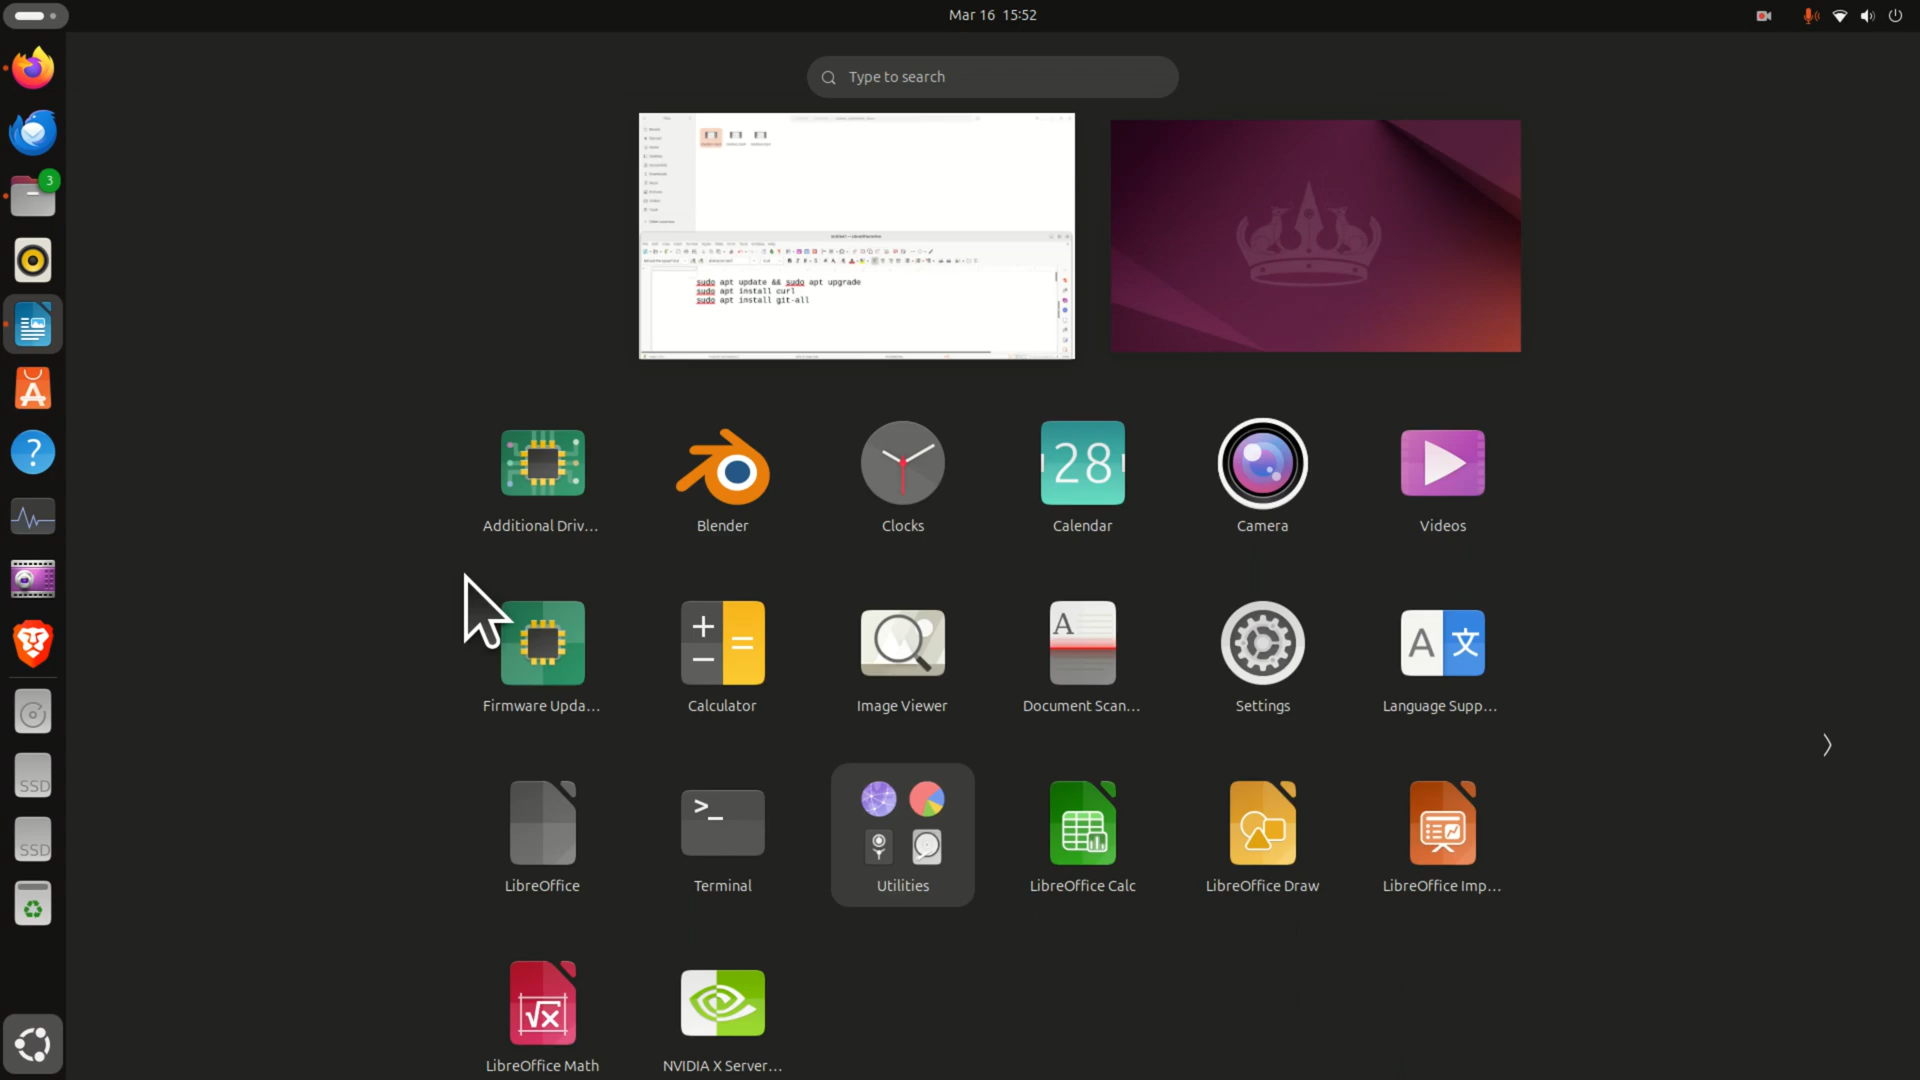 Mar 16 15:52
Type to search
3
sudo apt update && sudo apt upgrade
sudo apt install curl
sudo apt install git-all
28
Additional Driv...
Blender
Clocks
Calendar
Camera
Videos
?
A
A 文
Firmware Upda...
Calculator
Image Viewer
Document Scan...
Settings
Language Supp...
SSD
SSD
>_
LibreOffice
Terminal
Utilities
LibreOffice Calc
LibreOffice Draw
LibreOffice Imp...
√x
LibreOffice Math
NVIDIA X Server...